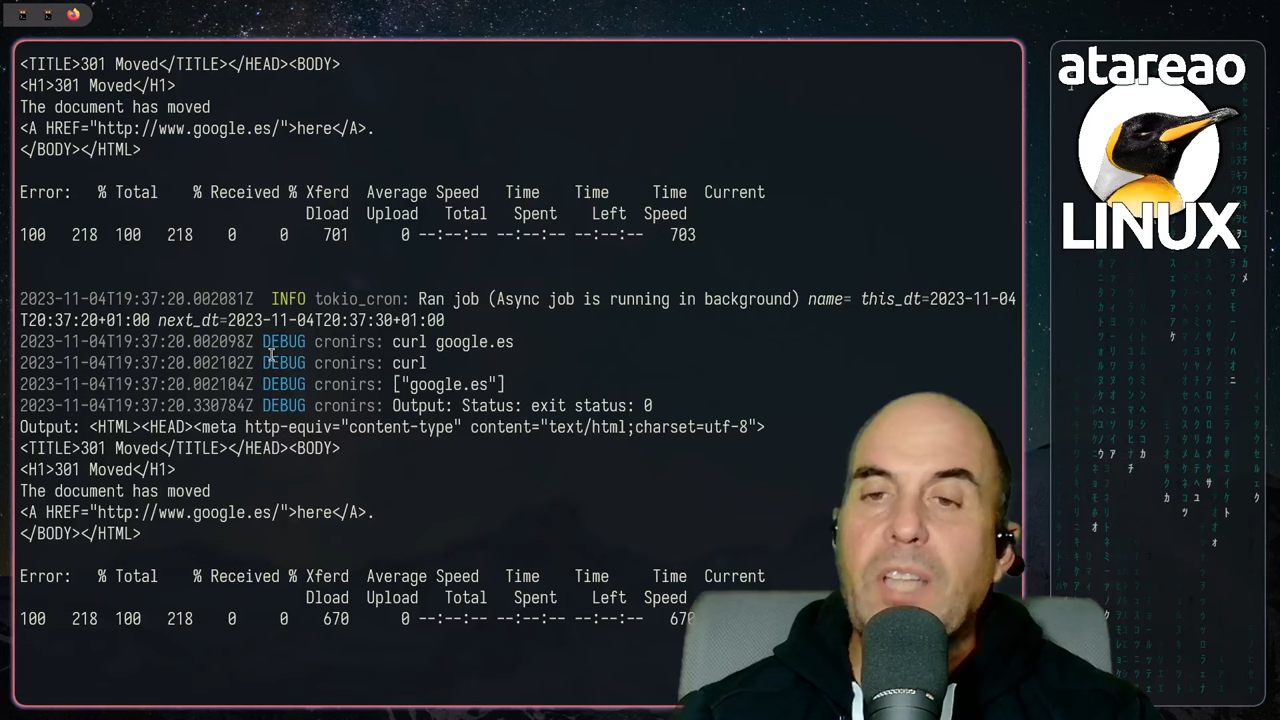 <TITLE>301 Moved</TITLE></HEAD><BODY>
<H1>301 Moved</H1>
The document has moved
<A HREF="http://www.google.es/">here</A>.
</BODY></HTML>
Error:   % Total    % Received % Xferd  Average Speed   Time    Time     Time  Current
Dload  Upload   Total   Spent    Left  Speed
100   218  100   218    0     0    701      0 --:--:-- --:--:-- --:--:--   703
2023-11-04T19:37:20.002081Z  INFO tokio_cron: Ran job (Async job is running in background) name= this_dt=2023-11-04
T20:37:20+01:00 next_dt=2023-11-04T20:37:30+01:00
2023-11-04T19:37:20.002098Z DEBUG cronirs: curl google.es
2023-11-04T19:37:20.002102Z DEBUG cronirs: curl
2023-11-04T19:37:20.002104Z DEBUG cronirs: ["google.es"]
2023-11-04T19:37:20.330784Z DEBUG cronirs: Output: Status: exit status: 0
Output: <HTML><HEAD><meta http-equiv="content-type" content="text/html;charset=utf-8">
<TITLE>301 Moved</TITLE></HEAD><BODY>
<H1>301 Moved</H1>
The document has moved
<A HREF="http://www.google.es/">here</A>.
</BODY></HTML>
Error:   % Total    % Received % Xferd  Average Speed   Time    Time     Time  Current
Dload  Upload   Total   Spent    Left  Speed
100   218  100   218    0     0    670      0 --:--:-- --:--:-- --:--:--   670
atareao
LINUX